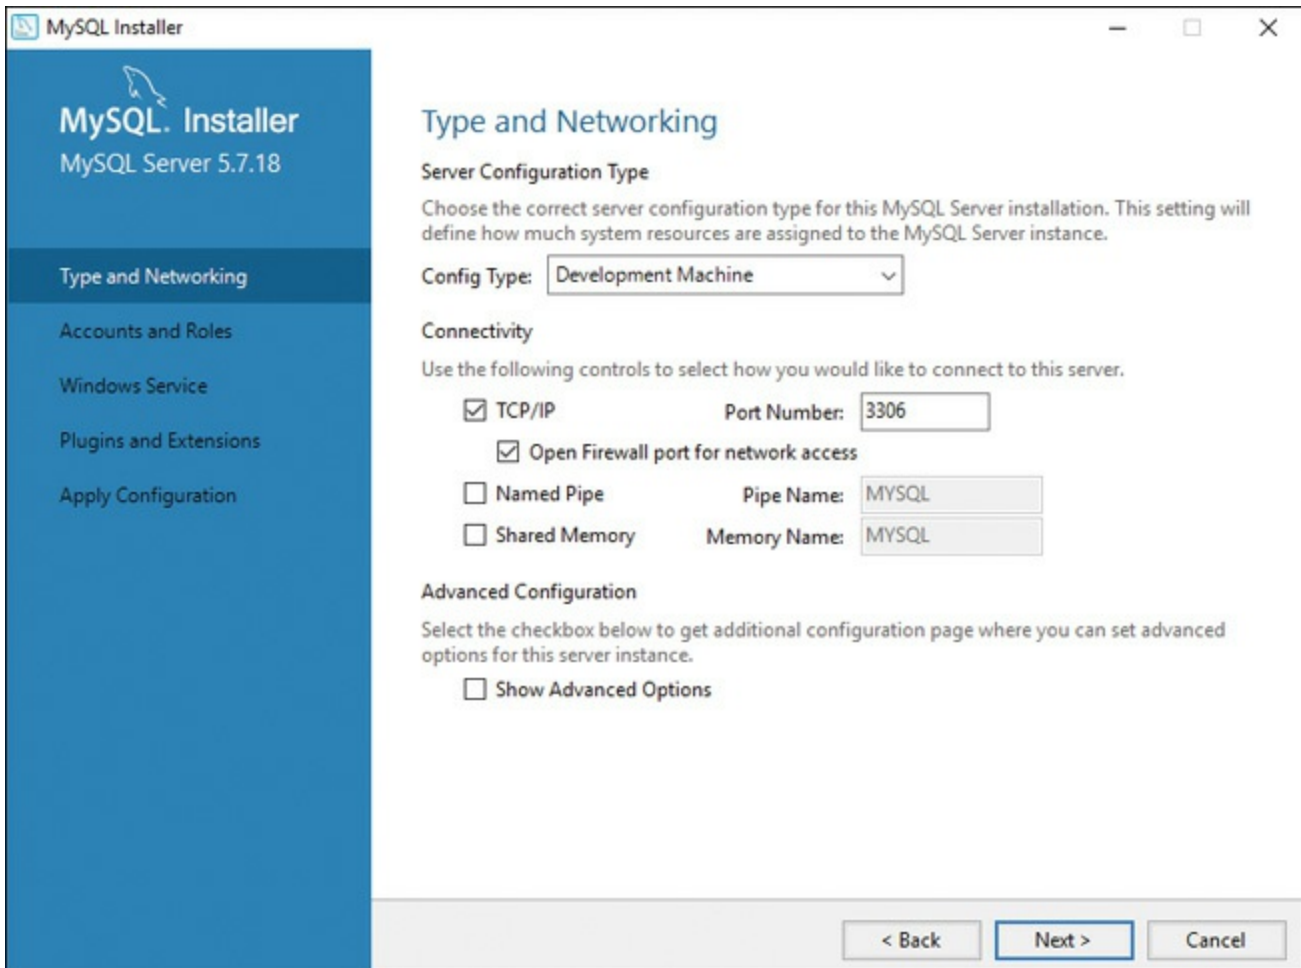 MySQL Installer
MySQL. Installer
MySQL Server 5.7.18
Type and Networking
Accounts and Roles
Windows Service
Plugins and Extensions
Apply Configuration
Type and Networking
Server Configuration Type
Choose the correct server configuration type for this MySQL Server installation. This setting will
define how much system resources are assigned to the MySQL Server instance.
Config Type: Development Machine
Connectivity
Use the following controls to select how you would like to connect to this server.
TCP/IP Port Number: 3306
Open Firewall port for network access
Named Pipe Pipe Name: MYSQL
Shared Memory Memory Name: MYSQL
Advanced Configuration
Select the checkbox below to get additional configuration page where you can set advanced
options for this server instance.
Show Advanced Options
< Back Next > Cancel